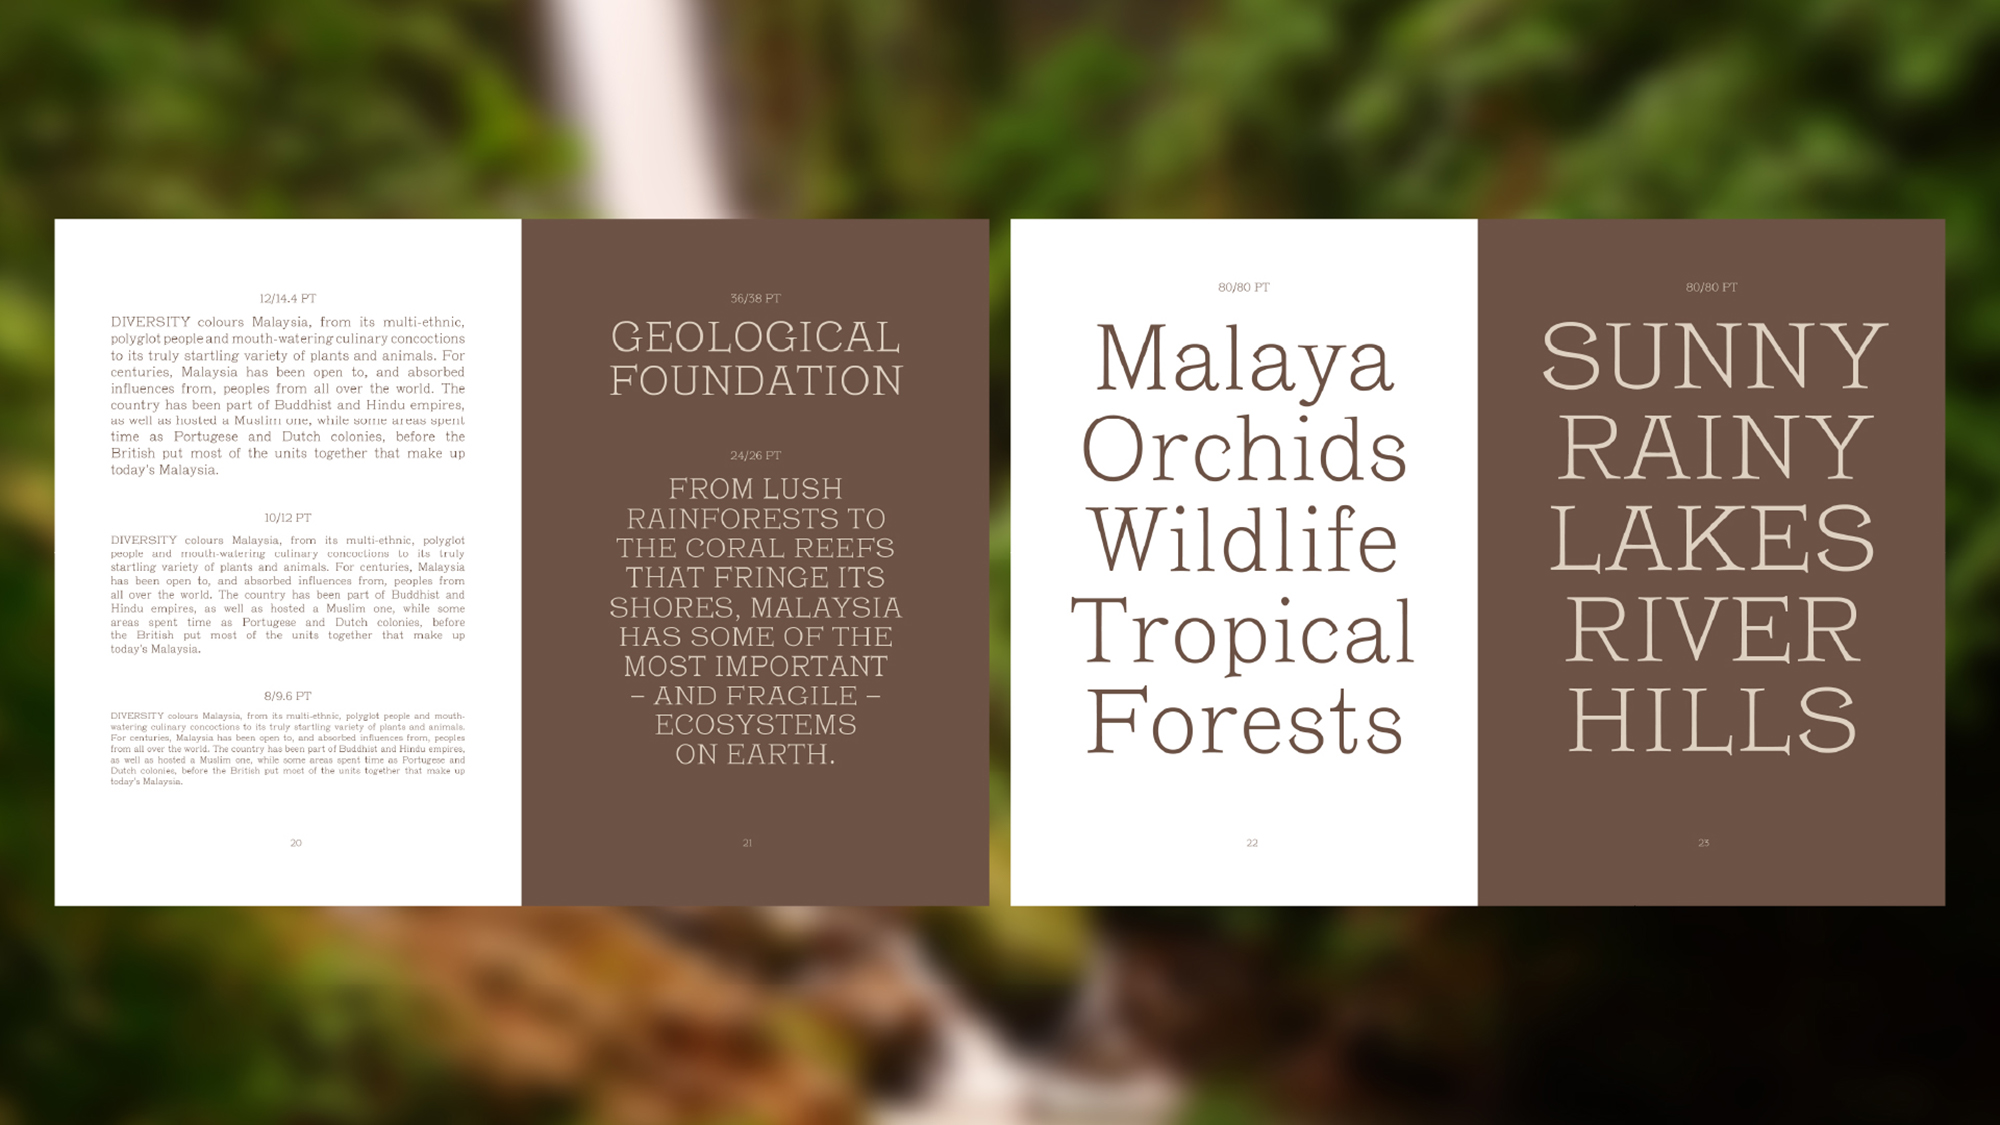 12/14.4 PT
DIVERSITY colours Malaysia, from its multi-ethnic,
polyglot people and mouth-watering culinary concoctions
to its truly startling variety of plants and animals. For
centuries, Malaysia has been open to, and absorbed
influences from, peoples from all over the world. The
country has been part of Buddhist and Hindu empires,
as well as hosted a Muslim one, while some areas spent
time as Portugese and Dutch colonies, before the
British put most of the units together that make up
today's Malaysia.
10/12 PT
DIVERSITY colours Malaysia, from its multi-ethnic, polyglot
people and mouth-watering culinary concoctions to its truly
startling variety of plants and animals. For centuries, Malaysia
has been open to, and absorbed influences from, peoples from
all over the world. The country has been part of Buddhist and
Hindu empires, as well as hosted a Muslim one, while some
areas spent time as Portugese and Dutch colonies, before
the British put most of the units together that make up
today's Malaysia.
8/9.6 PT
DIVERSITY colours Malaysia, from its multi-ethnic, polyglot people and mouth-
watering culinary concoctions to its truly startling variety of plants and animals.
For centuries, Malaysia has been open to, and absorbed influences from, peoples
from all over the world. The country has been part of Buddhist and Hindu empires,
as well as hosted a Muslim one, while some areas spent time as Portugese and
Dutch colonies, before the British put most of the units together that make up
today's Malaysia.
20
36/38 PT
GEOLOGICAL
FOUNDATION
24/26 PT
FROM LUSH
RAINFORESTS TO
THE CORAL REEFS
THAT FRINGE ITS
SHORES, MALAYSIA
HAS SOME OF THE
MOST IMPORTANT
– AND FRAGILE –
ECOSYSTEMS
ON EARTH.
21
80/80 PT
Malaya
Orchids
Wildlife
Tropical
Forests
22
80/80 PT
SUNNY
RAINY
LAKES
RIVER
HILLS
23